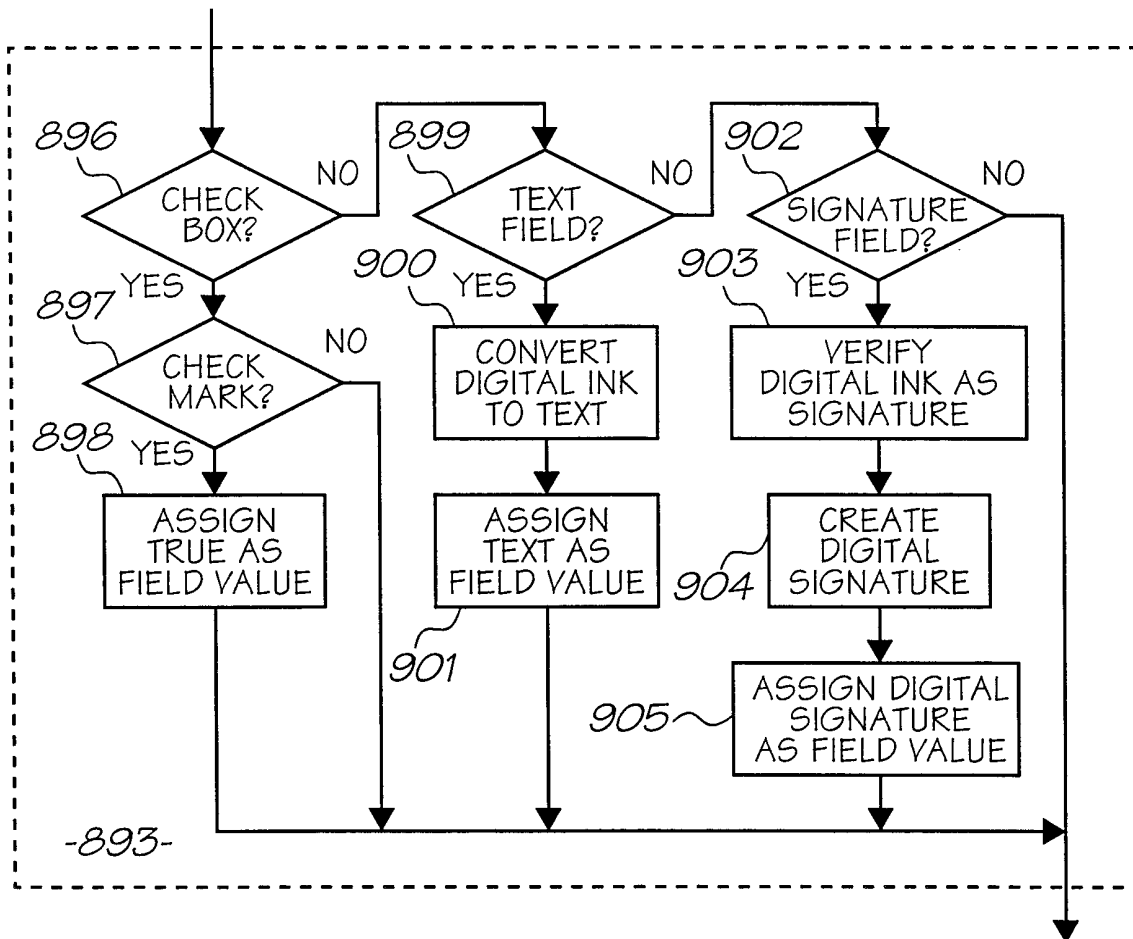 896
CHECK
BOX?
NO
YES
897
CHECK
MARK?
NO
YES
898
ASSIGN
TRUE AS
FIELD VALUE
899
TEXT
FIELD?
NO
YES
900
CONVERT
DIGITAL INK
TO TEXT
ASSIGN
TEXT AS
FIELD VALUE
901
902
SIGNATURE
FIELD?
NO
YES
903
VERIFY
DIGITAL INK AS
SIGNATURE
CREATE
DIGITAL
SIGNATURE
904
ASSIGN DIGITAL
SIGNATURE
AS FIELD VALUE
905
-893-